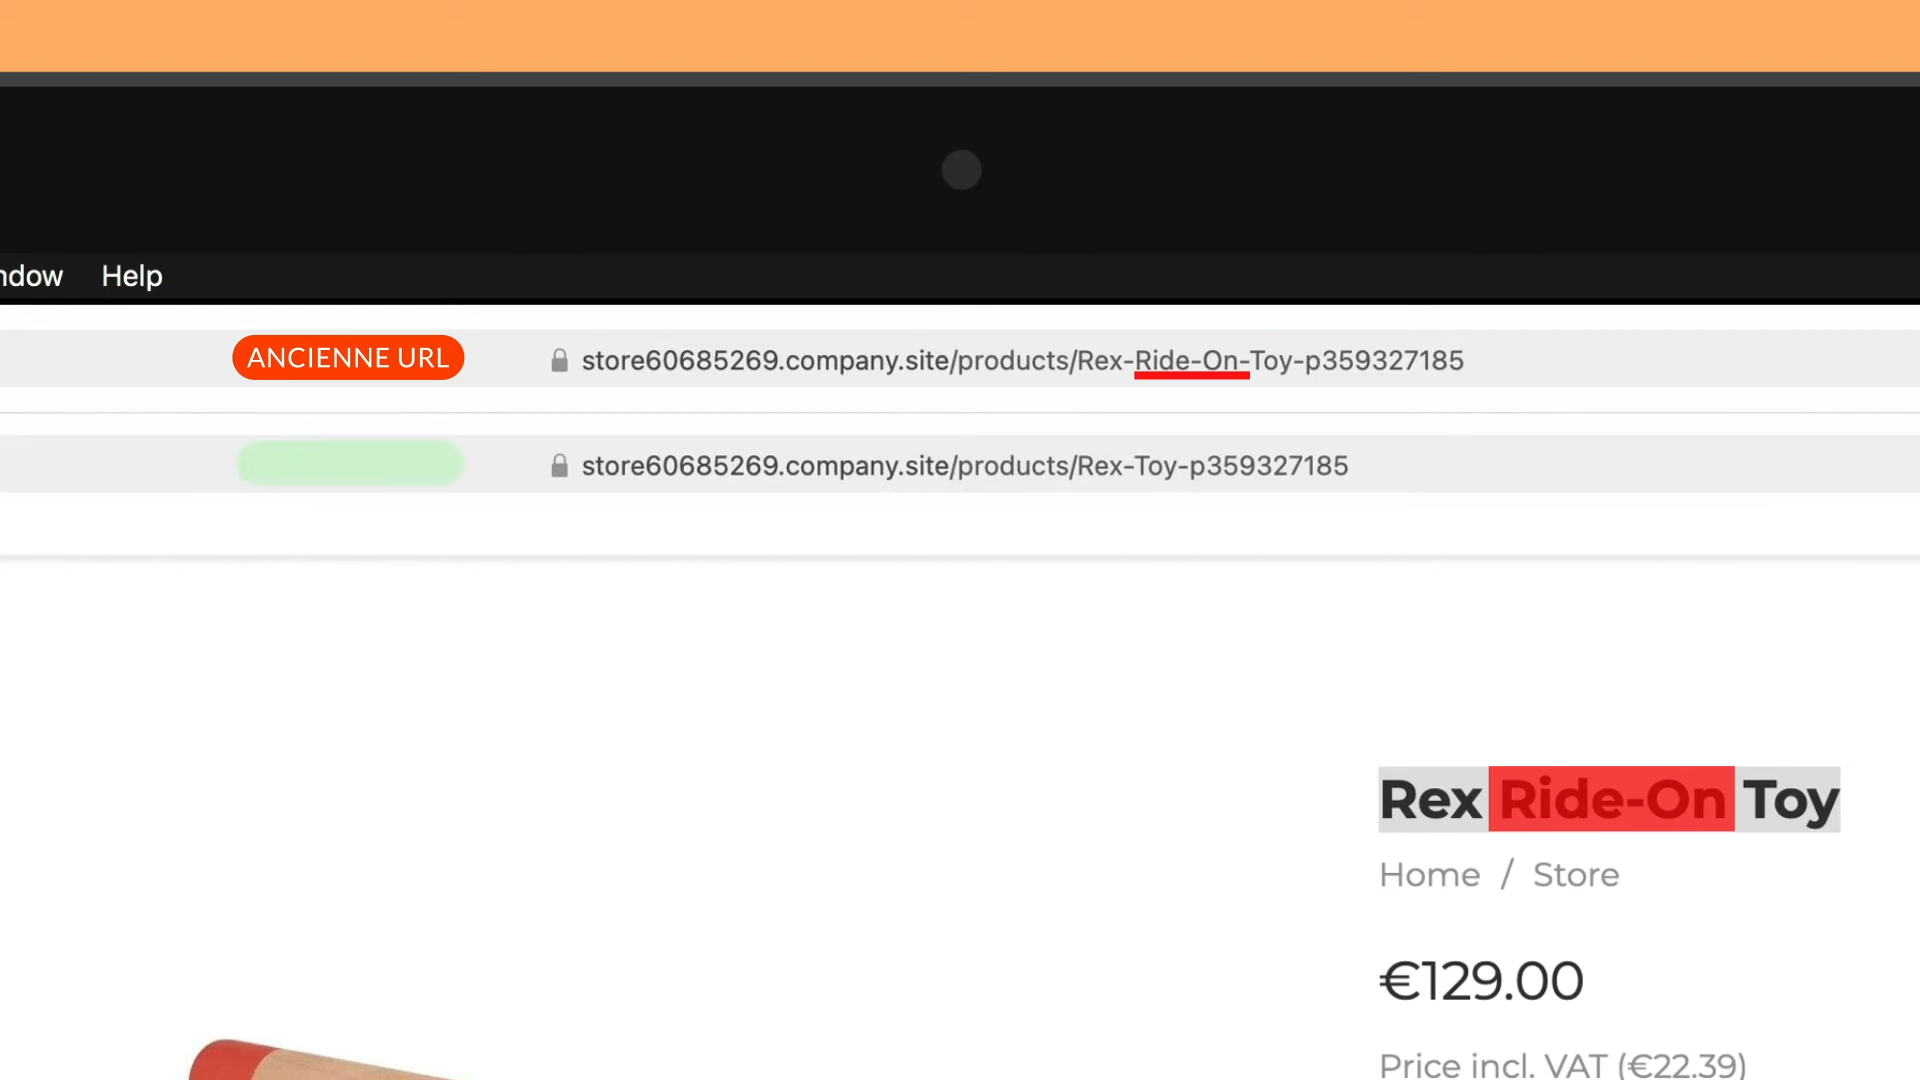 ndow Help
ANCIENNE URL store60685269.company.site/products/Rex-Ride-On-Toy-p359327185
store60685269.company.site/products/Rex-Toy-p359327185
Rex Ride-On Toy
Home / Store
€129.00
Price incl. VAT (€22.39)